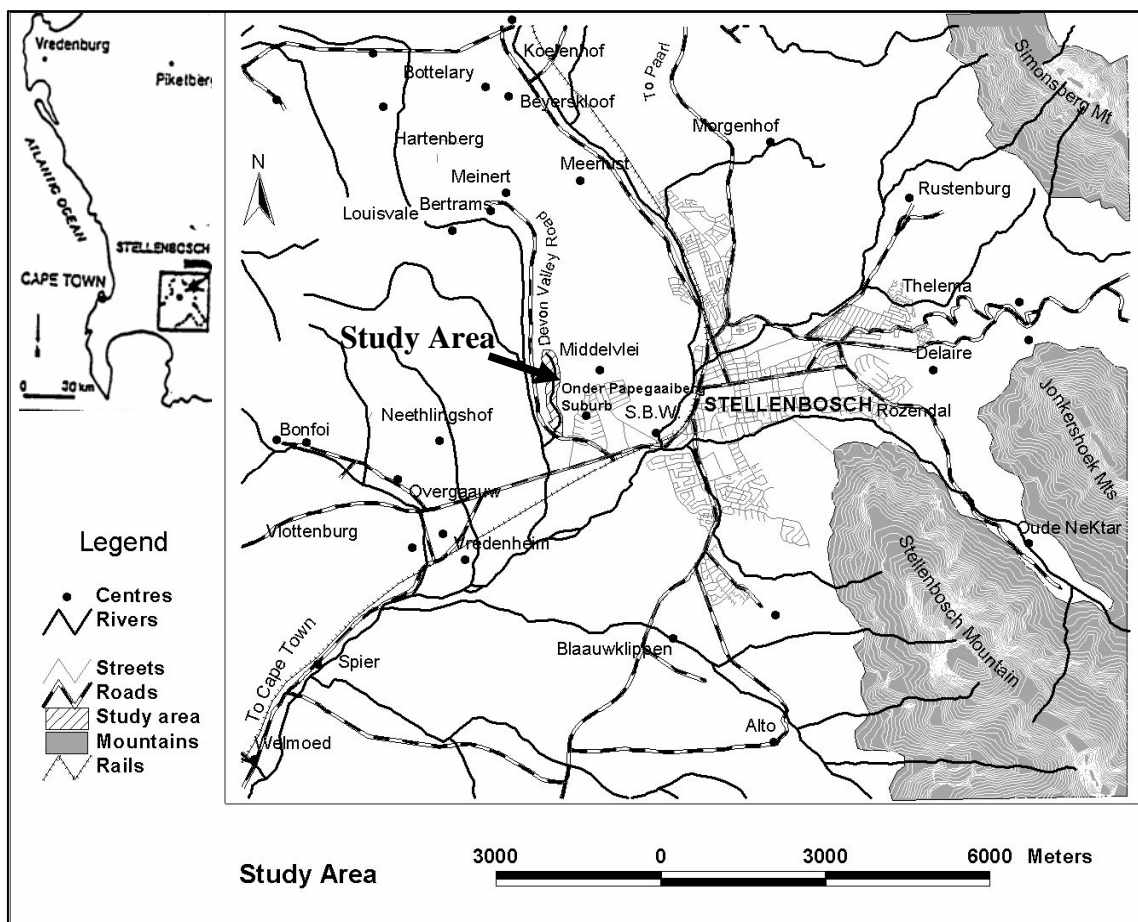 Vredenburg
Piketberg
ATLANTIC OCEAN
STELLENBOSCH
CAPE TOWN
0 30 km
N
Koelenhof
Bottelary
Beyerskloof
To Paarl
Simonsberg Mt
Hartenberg
Morgenhof
Meerlust
Meinert
Rustenburg
Bertrams
Louisvale
Devon Valley Road
Thelema
Study Area
Middelvlei
Delaire
Onder Papegaaiberg
Suburb
S.B.W.
STELLENBOSCH
Rozendal
Jonkershoek Mts
Neethlingshof
Bonfoi
Overgaauw
Vlottenburg
Vredenheim
Oude NeKtar
Stellenbosch Mountain
Blaauwklippen
To Cape Town
Spier
Alto
Welmoed
Legend
Centres
Rivers
Streets
Roads
Study area
Mountains
Rails
Study Area
3000 0 3000 6000 Meters